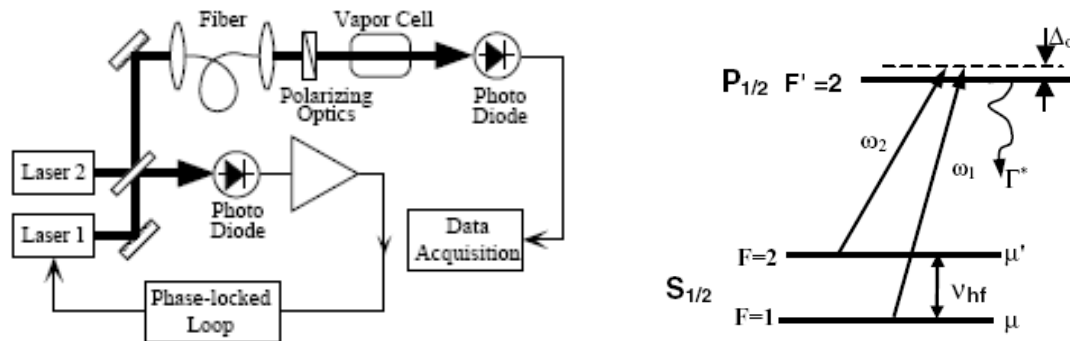 Fiber
Vapor Cell
Polarizing
Optics
Photo
Diode
Laser 2
Laser 1
Photo
Diode
Data
Acquisition
Phase-locked
Loop
P1/2 F' =2
ω2
ω1
Γ*
F=2
μ'
S1/2
νhf
F=1
μ